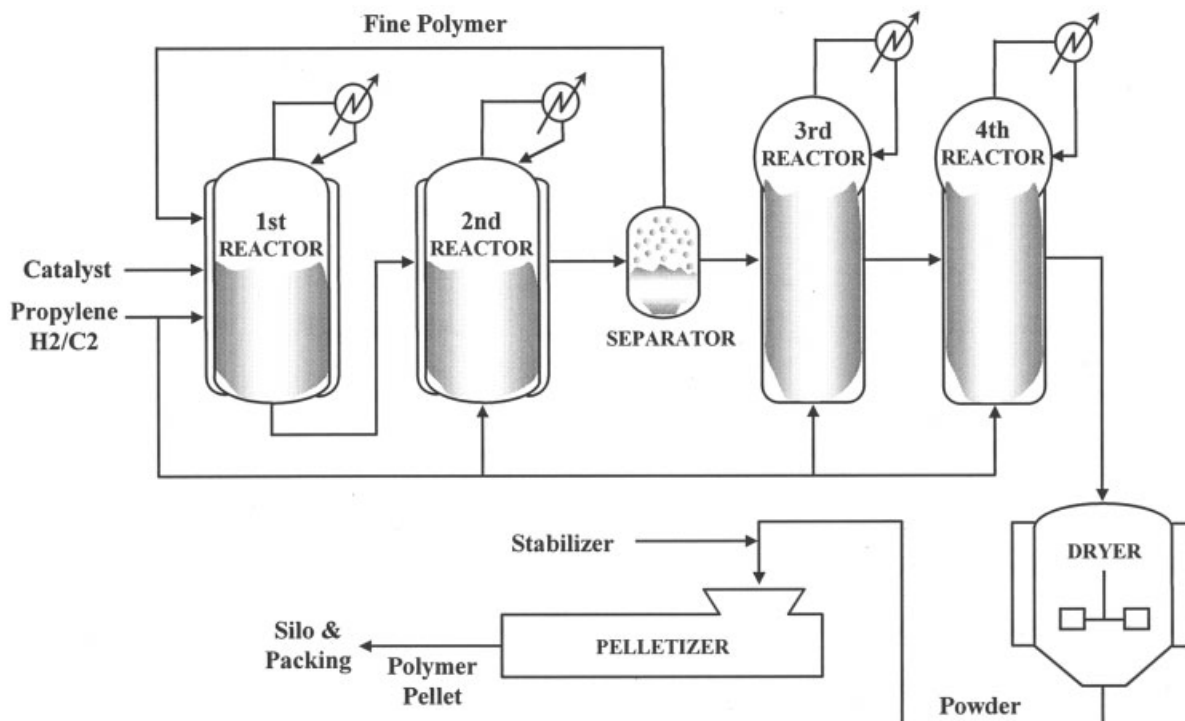 Fine Polymer
1st
REACTOR
2nd
REACTOR
3rd
REACTOR
4th
REACTOR
Catalyst
Propylene
H2/C2
SEPARATOR
Stabilizer
DRYER
PELLETIZER
Silo &
Packing
Polymer
Pellet
Powder